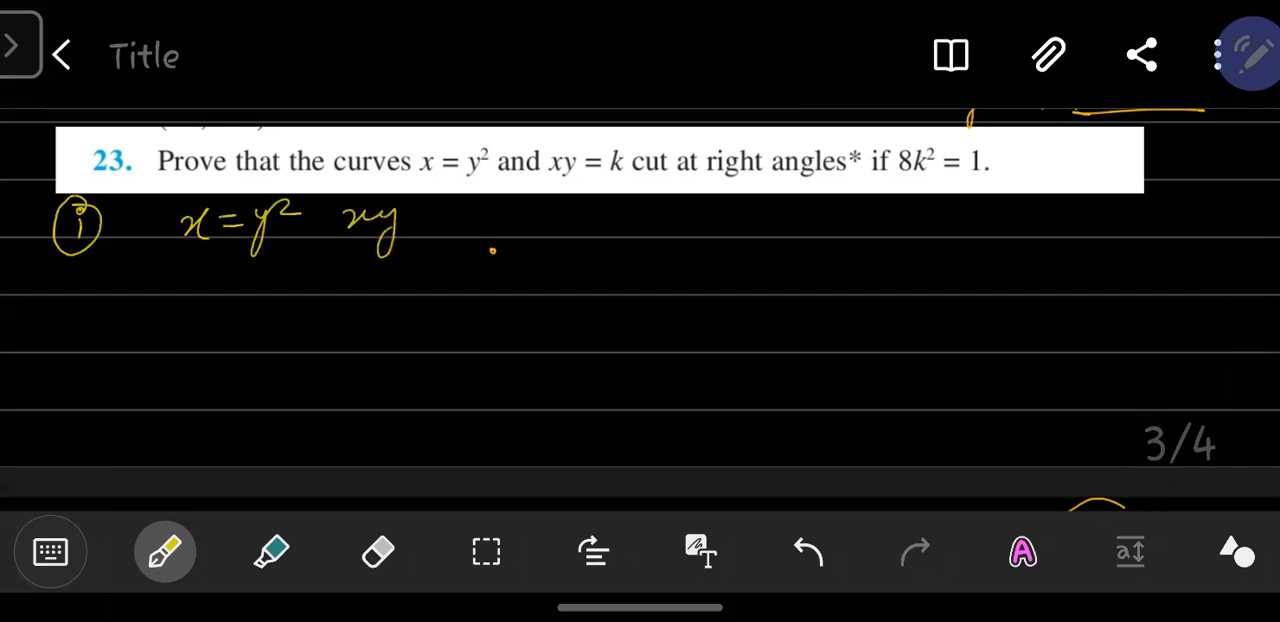 Title
23. Prove that the curves x = y² and xy = k cut at right angles* if 8k² = 1.
i x = y² xy
3/4
T
A
a